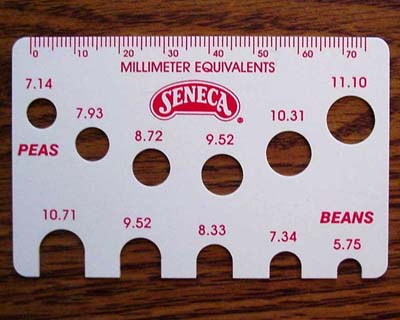 0 10 20 30 40 50 60 70
MILLIMETER EQUIVALENTS
7.14 7.93 8.72 9.52 10.31 11.10
SENECA®
PEAS
BEANS
10.71 9.52 8.33 7.34 5.75